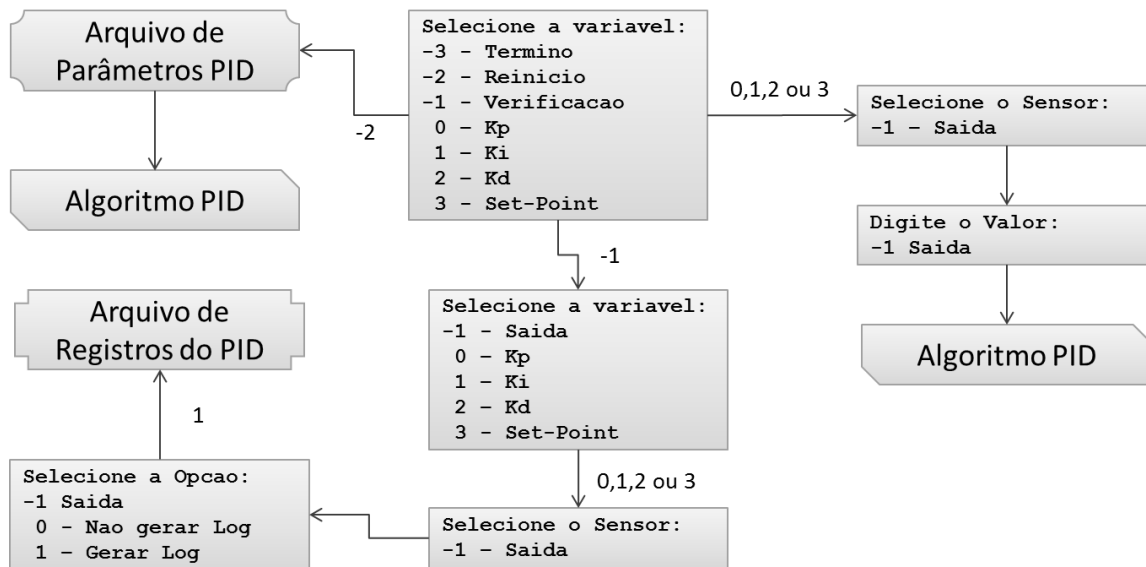 Arquivo de
Parâmetros PID
Algoritmo PID
Selecione a variavel:
-3 - Termino
-2 - Reinicio
-1 - Verificacao
0 – Kp
1 – Ki
2 – Kd
3 - Set-Point
-2
0,1,2 ou 3
Selecione o Sensor:
-1 – Saida
Digite o Valor:
-1 Saida
Algoritmo PID
-1
Selecione a variavel:
-1 - Saida
0 – Kp
1 – Ki
2 – Kd
3 - Set-Point
0,1,2 ou 3
Selecione o Sensor:
-1 – Saida
Selecione a Opcao:
-1 Saida
0 - Nao gerar Log
1 – Gerar Log
1
Arquivo de
Registros do PID